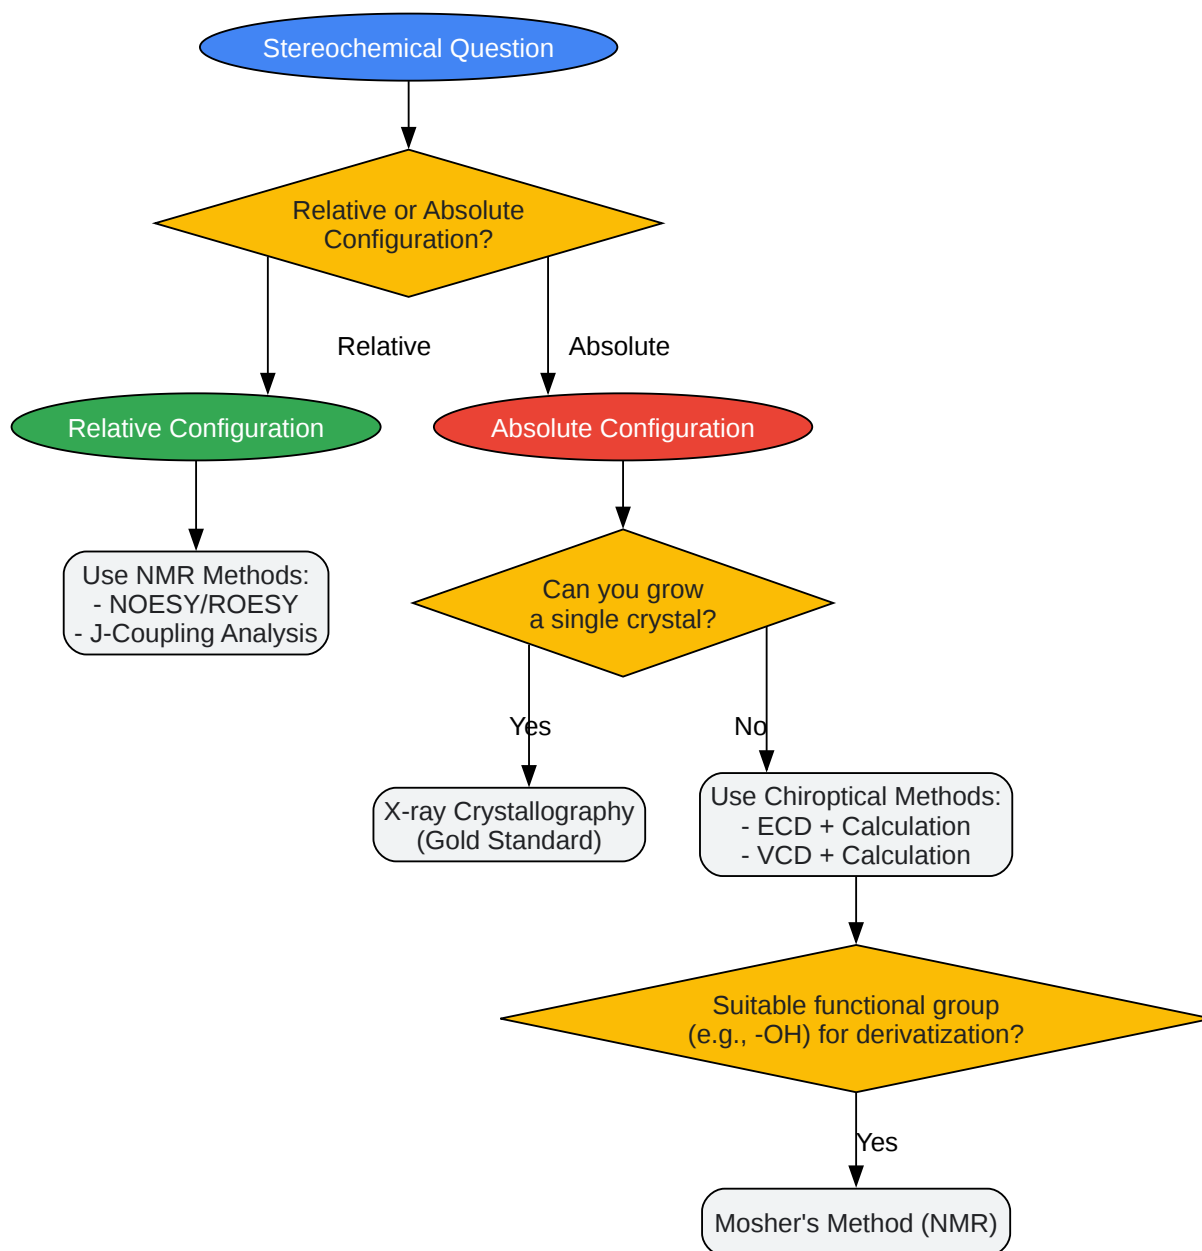 Stereochemical Question
Relative or Absolute
Configuration?
Relative
Absolute
Relative Configuration
Absolute Configuration
Use NMR Methods:
- NOESY/ROESY
- J-Coupling Analysis
Can you grow
a single crystal?
Yes
No
X-ray Crystallography
(Gold Standard)
Use Chiroptical Methods:
- ECD + Calculation
- VCD + Calculation
Suitable functional group
(e.g., -OH) for derivatization?
Yes
Mosher's Method (NMR)